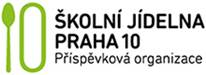 ŠKOLNÍ JÍDELNA
PRAHA 10
Příspěvková organizace